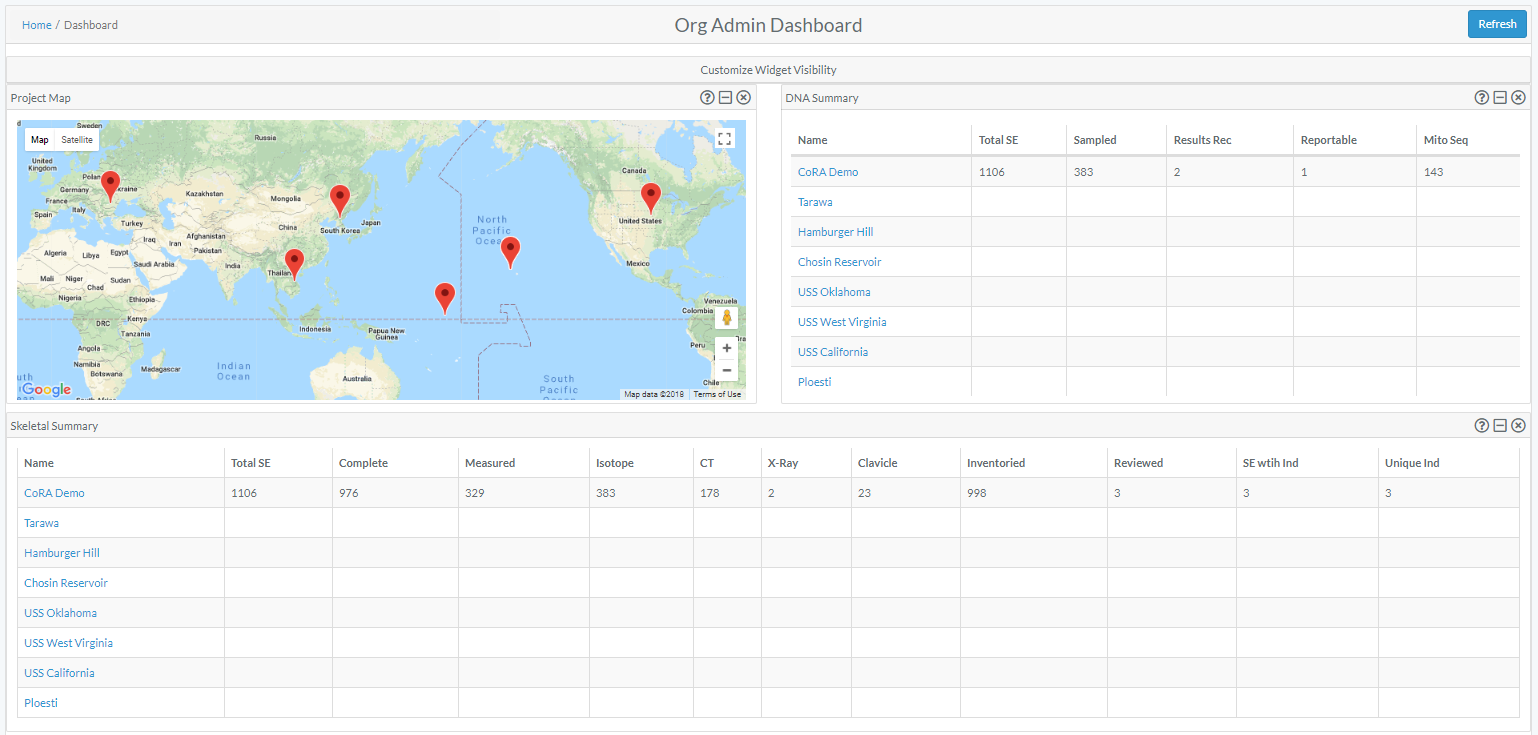 Home / Dashboard
Org Admin Dashboard
Refresh
Customize Widget Visibility
Project Map
DNA Summary
Map Satellite
Sweden
Russia
United Kingdom
Canada
Germany
Kazakhstan
Mongolia
France
Italy
Spain
Turkey
China
South Korea
Japan
North
Pacific
United States
Iraq
Iran
Afghanistan
Pakistan
Algeria
Libya
Egypt
Saudi Arabia
India
Thailand
Mexico
Mali
Niger
Chad
Sudan
Nigeria
Ethiopia
Venezuela
Colombia
DRC
Kenya
Tanzania
Indonesia
Papua New
Guinea
Peru
Angola
Namibia
Botswana
Madagascar
Indian
Ocean
Australia
South
Pacific
Chile
Google
Map data ©2018 Terms of Use
Name Total SE Sampled Results Rec Reportable Mito Seq
CoRA Demo 1106 383 2 1 143
Tarawa
Hamburger Hill
Chosin Reservoir
USS Oklahoma
USS West Virginia
USS California
Ploesti
Skeletal Summary
Name Total SE Complete Measured Isotope CT X-Ray Clavicle Inventoried Reviewed SE wtih Ind Unique Ind
CoRA Demo 1106 976 329 383 178 2 23 998 3 3 3
Tarawa
Hamburger Hill
Chosin Reservoir
USS Oklahoma
USS West Virginia
USS California
Ploesti